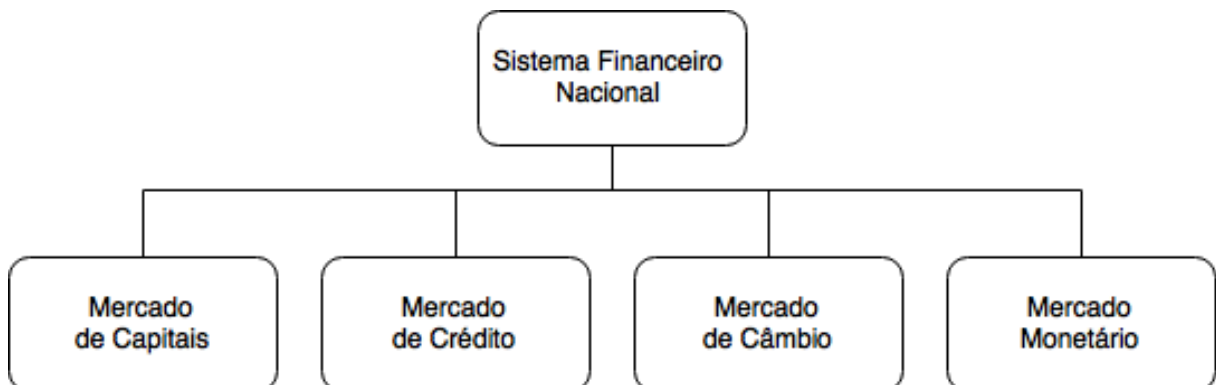 Sistema Financeiro
Nacional
Mercado
de Capitais
Mercado
de Crédito
Mercado
de Câmbio
Mercado
Monetário